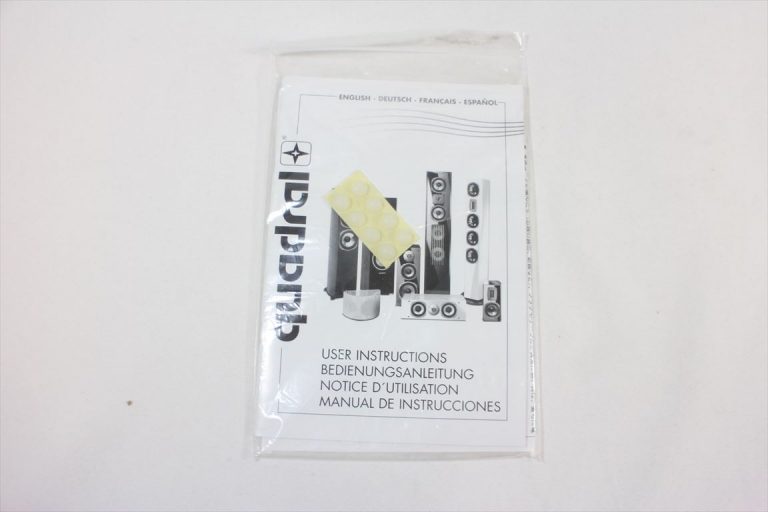 ENGLISH - DEUTSCH - FRANÇAIS - ESPAÑOL
quadral
®
USER INSTRUCTIONS
BEDIENUNGSANLEITUNG
NOTICE D´UTILISATION
MANUAL DE INSTRUCCIONES